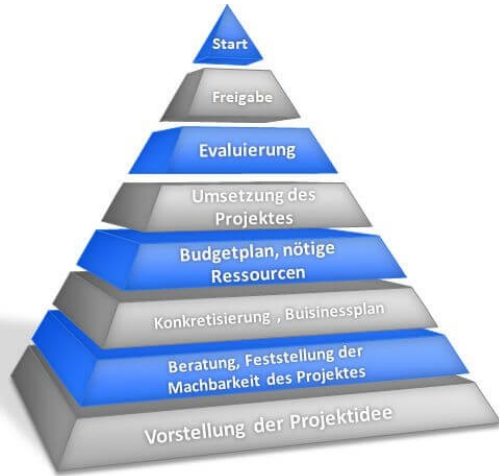 Start
Freigabe
Evaluierung
Umsetzung des
Projektes
Budgetplan, nötige
Ressourcen
Konkretisierung , Buisinessplan
Beratung, Feststellung der
Machbarkeit des Projektes
Vorstellung der Projektidee